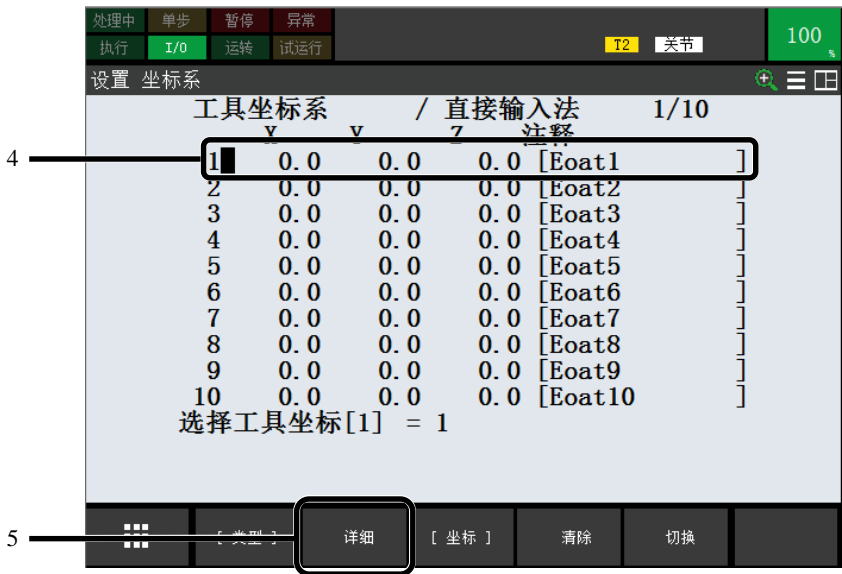 处理中 单步 暂停 异常
执行 I/O 运转 试运行 T2 关节 100 %
设置 坐标系
工具坐标系 / 直接输入法 1/10
X Y Z 注释
4
1 0.0 0.0 0.0 [Eoat1 ]
2 0.0 0.0 0.0 [Eoat2 ]
3 0.0 0.0 0.0 [Eoat3 ]
4 0.0 0.0 0.0 [Eoat4 ]
5 0.0 0.0 0.0 [Eoat5 ]
6 0.0 0.0 0.0 [Eoat6 ]
7 0.0 0.0 0.0 [Eoat7 ]
8 0.0 0.0 0.0 [Eoat8 ]
9 0.0 0.0 0.0 [Eoat9 ]
10 0.0 0.0 0.0 [Eoat10 ]
选择工具坐标[1] = 1
5
[ 类型 ] 详细 [ 坐标 ] 清除 切换